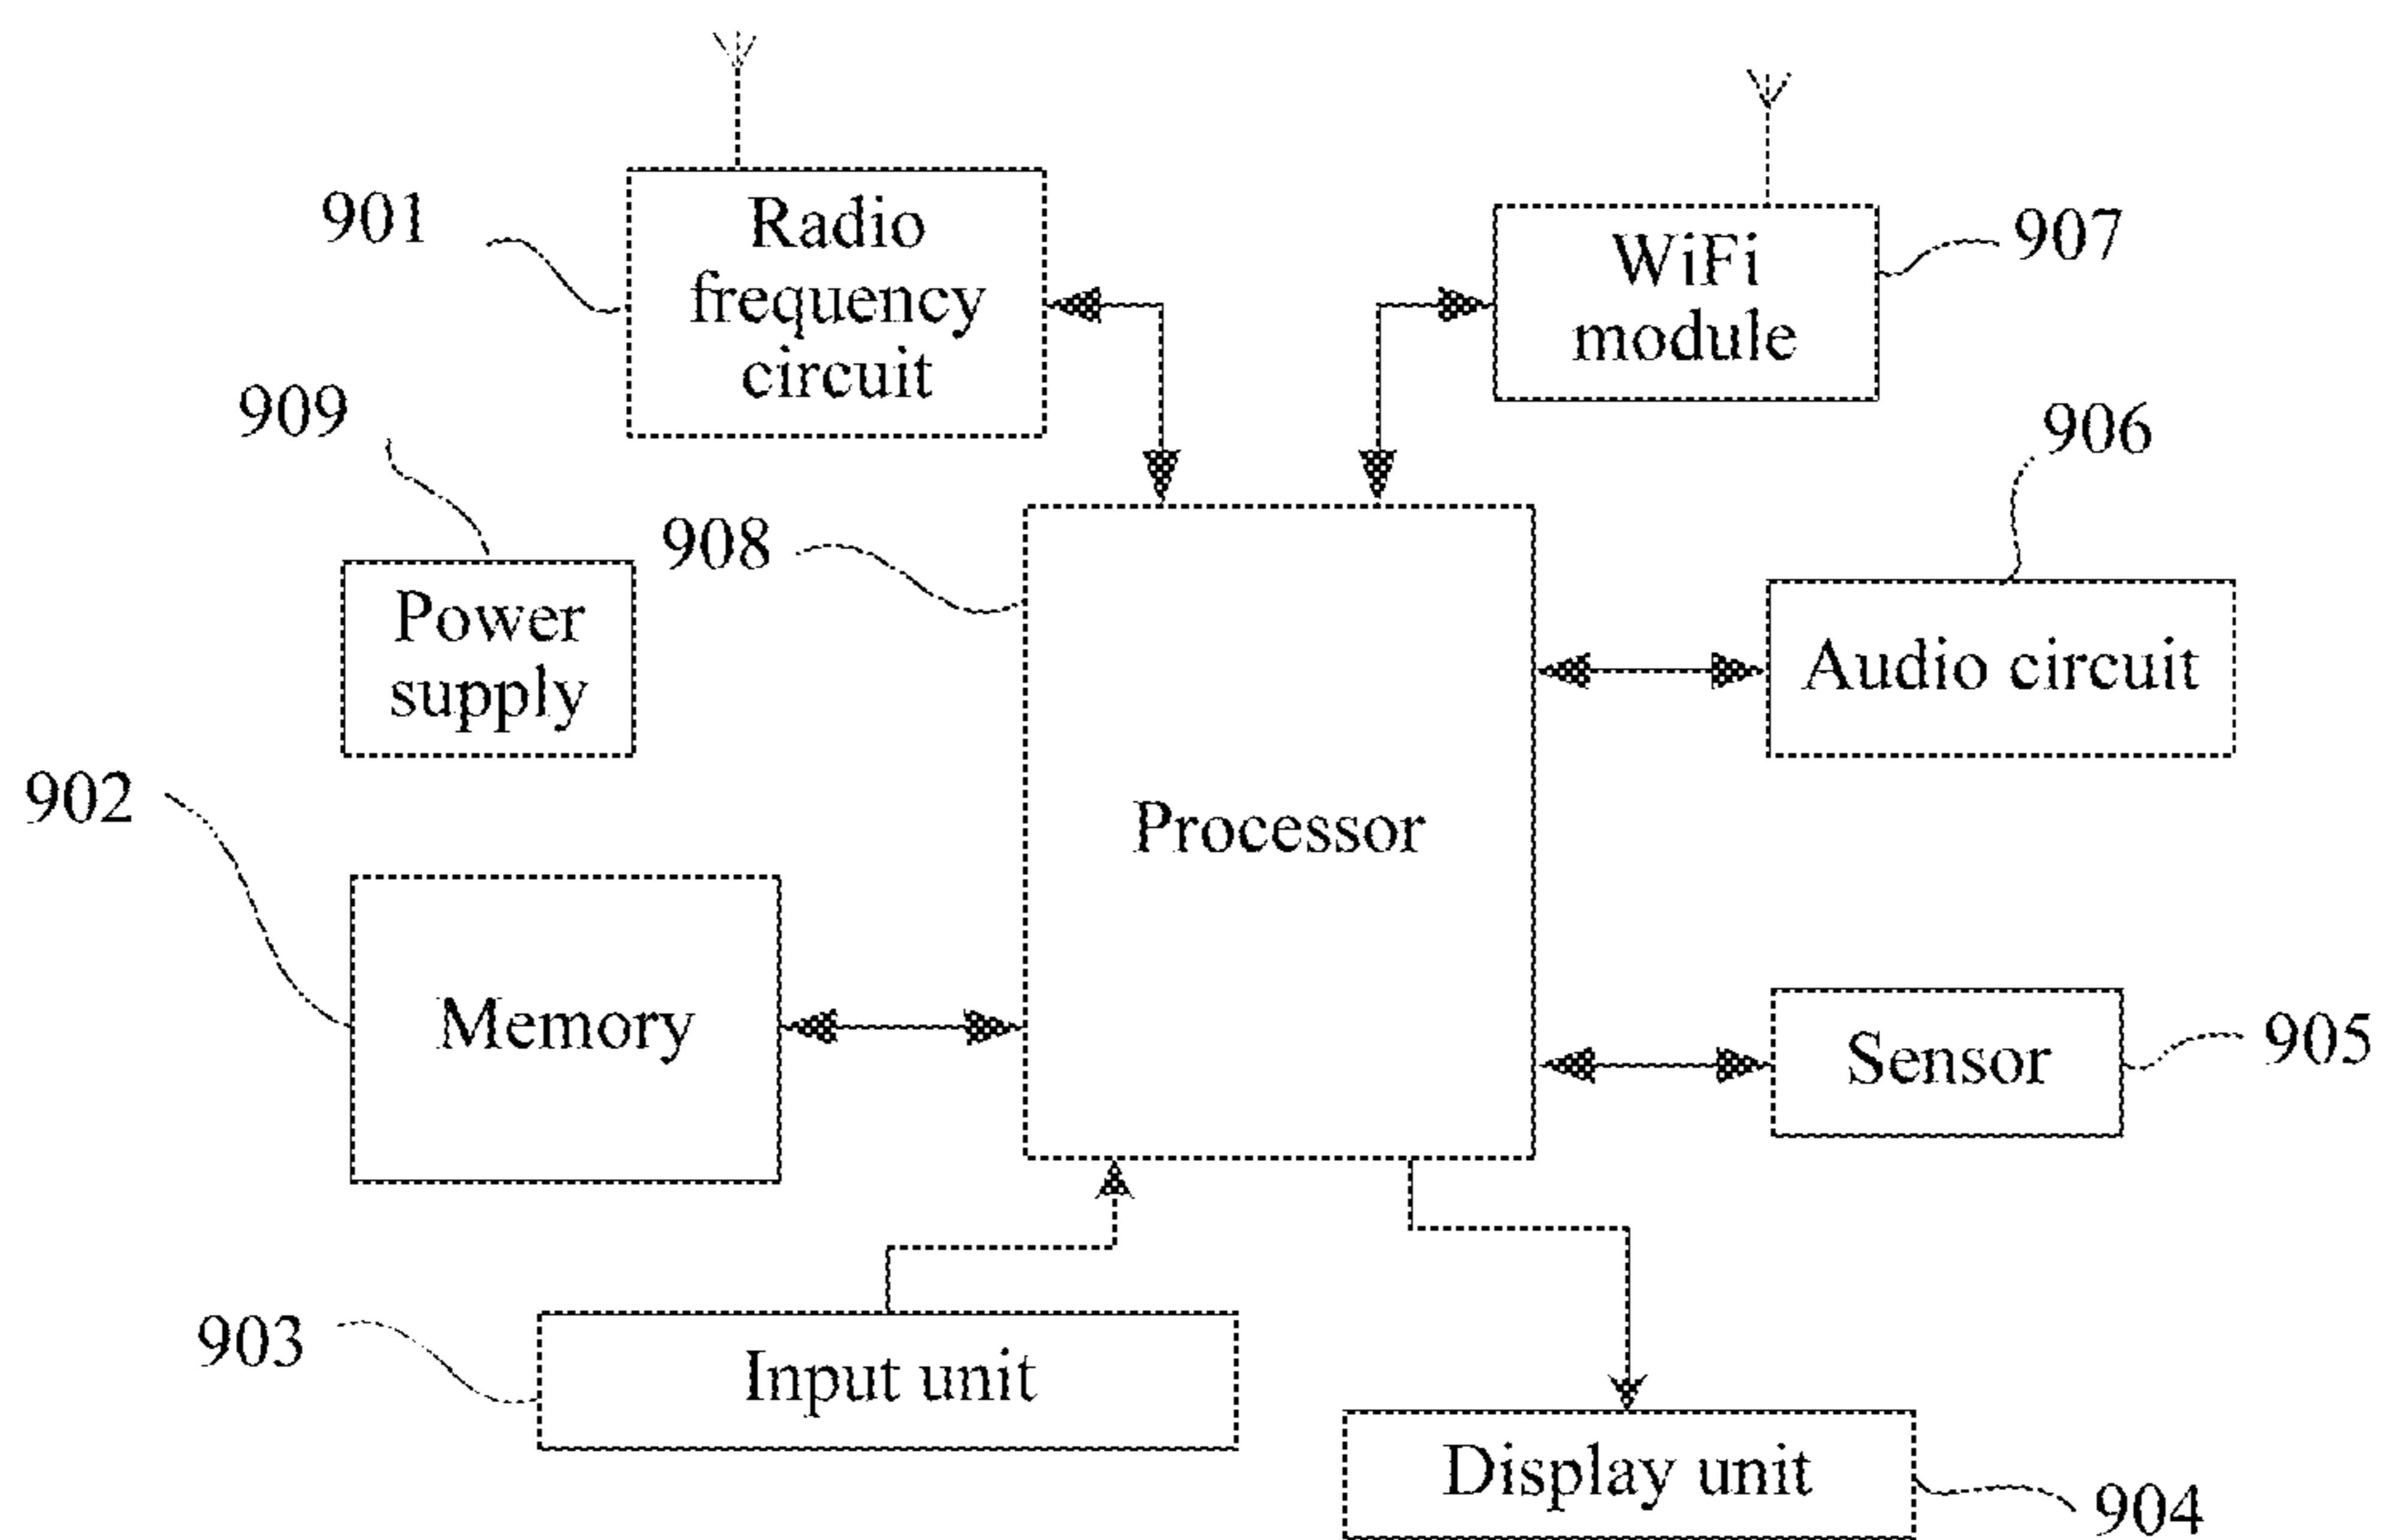 901
Radio
frequency
circuit
WiFi
module
907
909
Power
supply
908
Processor
906
Audio circuit
902
Memory
Sensor
905
903
Input unit
Display unit
904